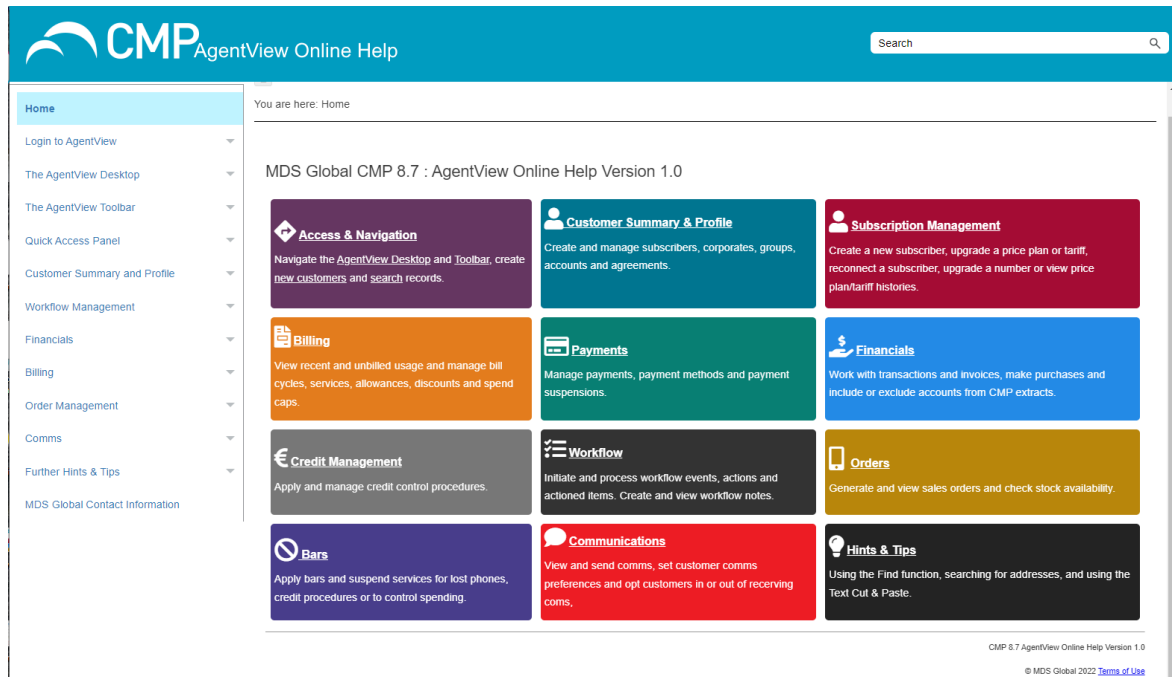 CMP AgentView Online Help
Search
Home
Login to AgentView
The AgentView Desktop
The AgentView Toolbar
Quick Access Panel
Customer Summary and Profile
Workflow Management
Financials
Billing
Order Management
Comms
Further Hints & Tips
MDS Global Contact Information
You are here: Home
MDS Global CMP 8.7 : AgentView Online Help Version 1.0
Access & Navigation
Navigate the AgentView Desktop and Toolbar, create
new customers and search records.
Customer Summary & Profile
Create and manage subscribers, corporates, groups,
accounts and agreements.
Subscription Management
Create a new subscriber, upgrade a price plan or tariff,
reconnect a subscriber, upgrade a number or view price
plan/tariff histories.
Billing
View recent and unbilled usage and manage bill
cycles, services, allowances, discounts and spend
caps.
Payments
Manage payments, payment methods and payment
suspensions.
Financials
Work with transactions and invoices, make purchases and
include or exclude accounts from CMP extracts.
Credit Management
Apply and manage credit control procedures.
Workflow
Initiate and process workflow events, actions and
actioned items. Create and view workflow notes.
Orders
Generate and view sales orders and check stock availability.
Bars
Apply bars and suspend services for lost phones,
credit procedures or to control spending.
Communications
View and send comms, set customer comms
preferences and opt customers in or out of recerving
coms,
Hints & Tips
Using the Find function, searching for addresses, and using the
Text Cut & Paste.
CMP 8.7 AgentView Online Help Version 1.0
© MDS Global 2022 Terms of Use